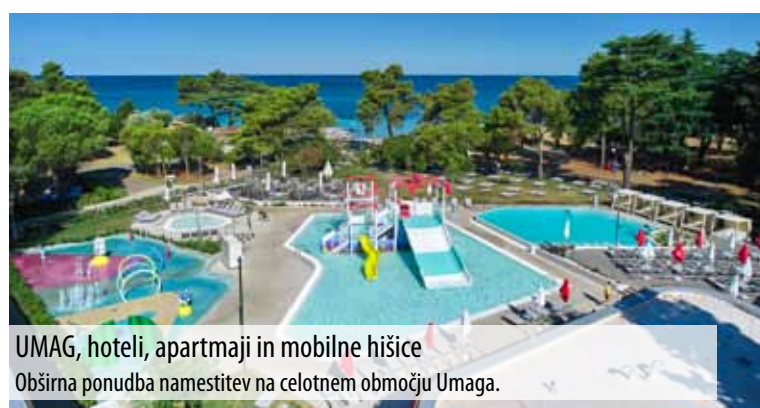 UMAG, hoteli, apartmaji in mobilne hišice
Obširna ponudba namestitev na celotnem območju Umaga.